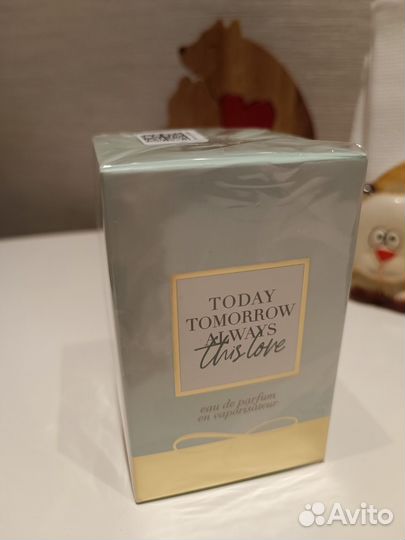 TODAY
TOMORROW
ALWAYS
this love
eau de parfum
en vaporisateur
Avito